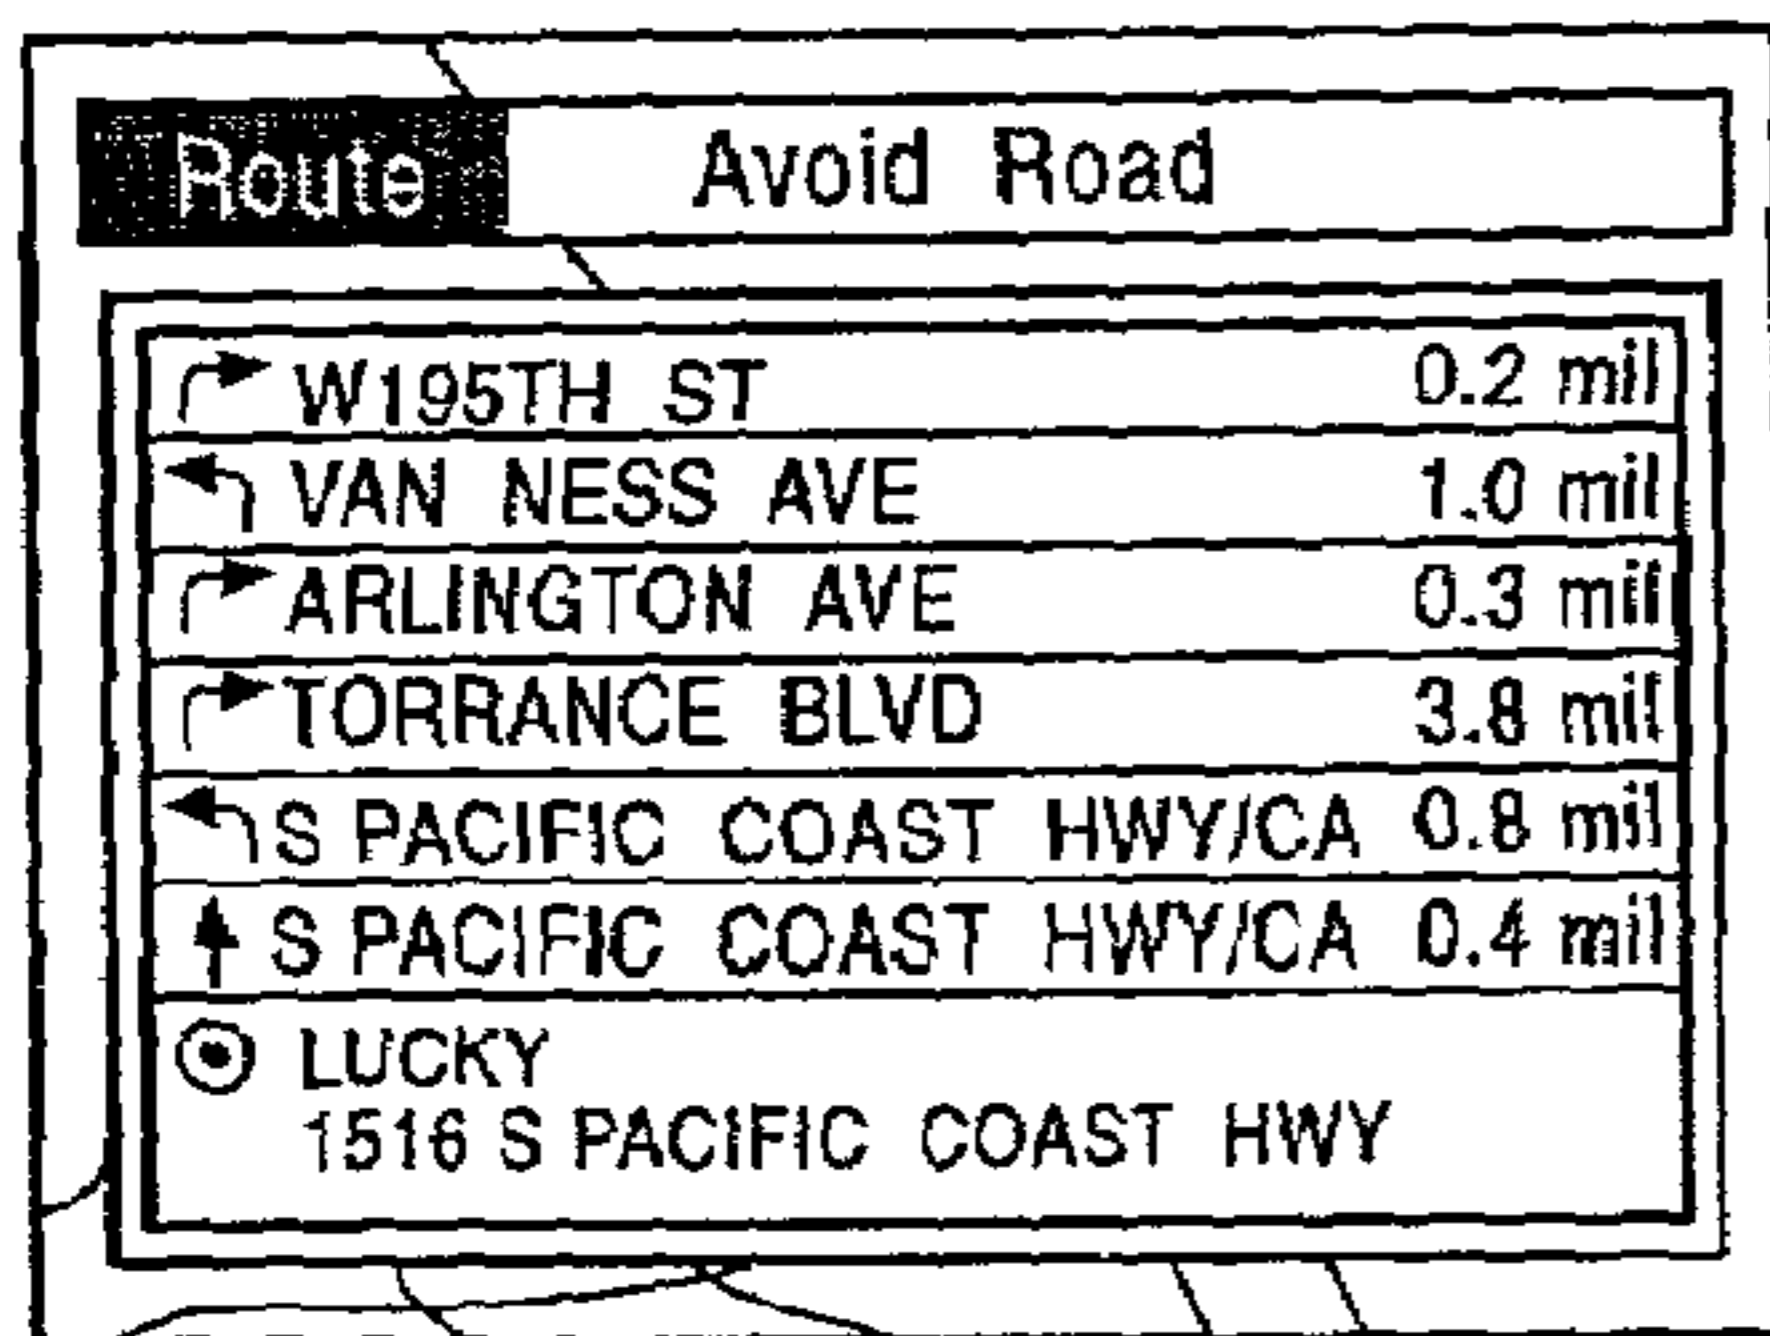 Route Avoid Road
W195TH ST 0.2 mil
VAN NESS AVE 1.0 mil
ARLINGTON AVE 0.3 mil
TORRANCE BLVD 3.8 mil
S PACIFIC COAST HWY/CA 0.8 mil
S PACIFIC COAST HWY/CA 0.4 mil
LUCKY
1516 S PACIFIC COAST HWY